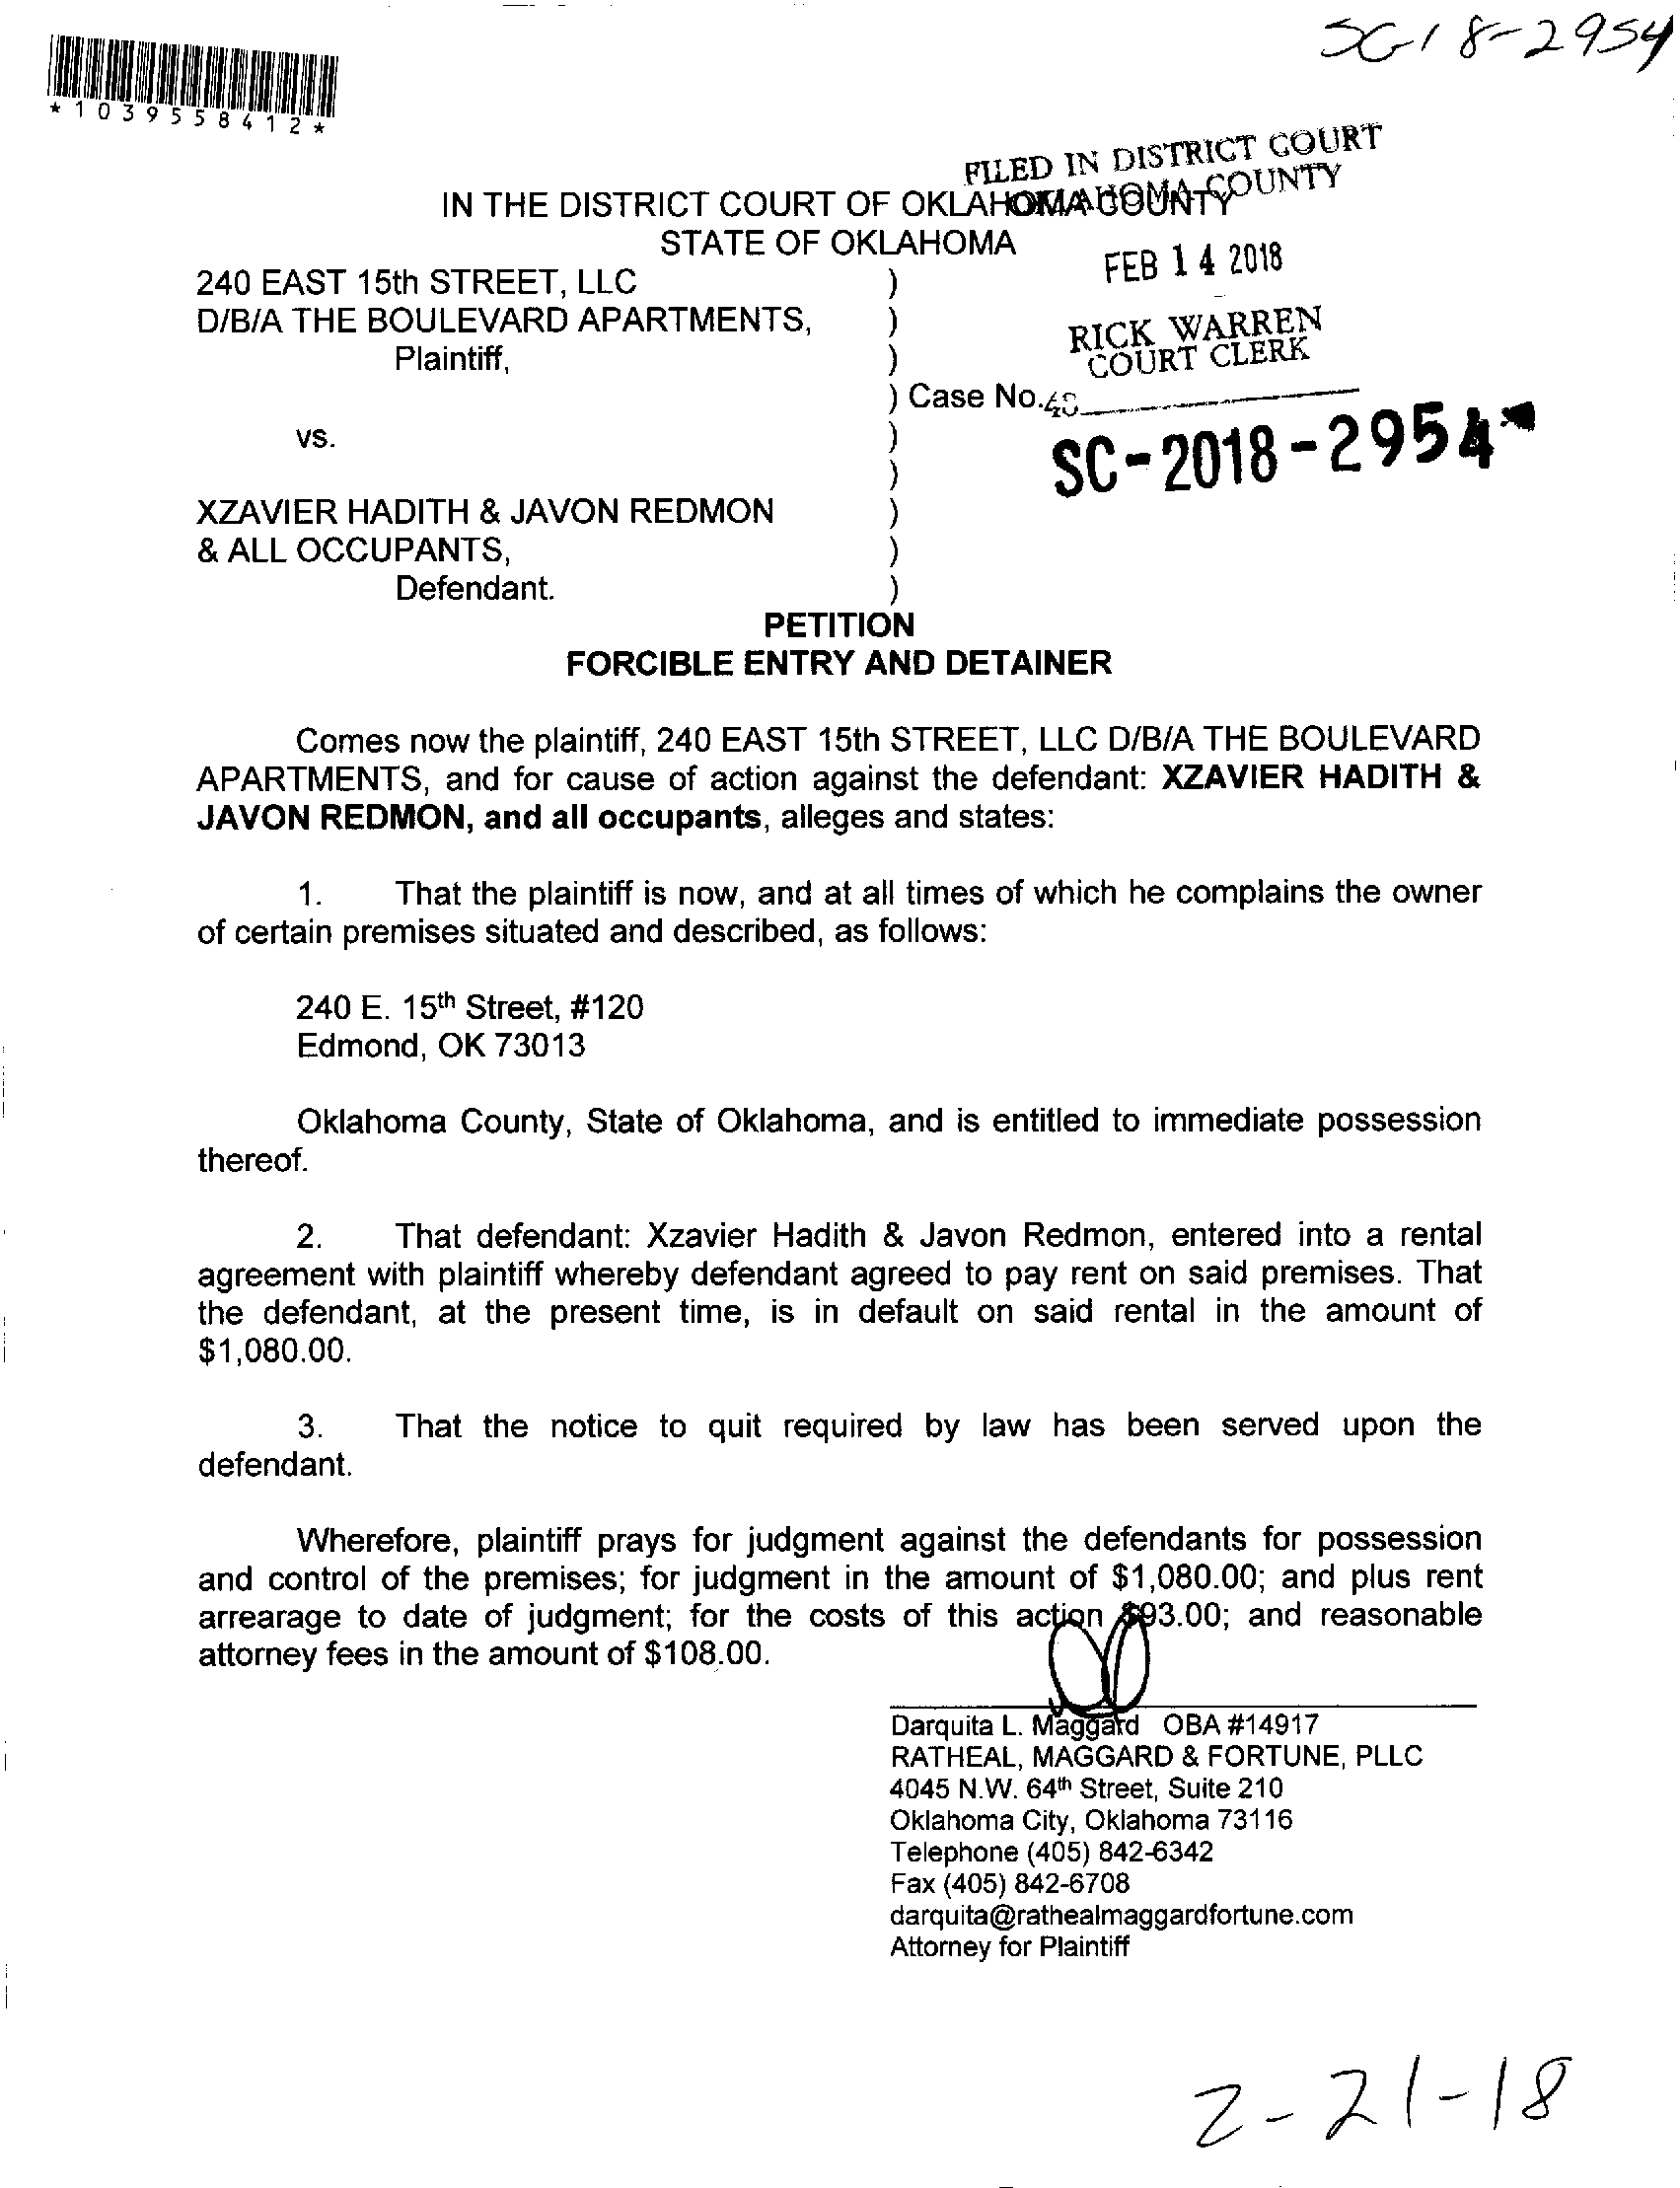 SC-18-2954
*1039558412*
FILED IN DISTRICT COURT
OKLAHOMA COUNTY
IN THE DISTRICT COURT OF OKLAHOMA COUNTY
STATE OF OKLAHOMA
FEB 14 2018
240 EAST 15th STREET, LLC )
D/B/A THE BOULEVARD APARTMENTS, )
RICK WARREN
COURT CLERK
Plaintiff, )
) Case No.
vs. )
SC-2018-2954
)
XZAVIER HADITH & JAVON REDMON )
& ALL OCCUPANTS, )
Defendant. )
PETITION
FORCIBLE ENTRY AND DETAINER
Comes now the plaintiff, 240 EAST 15th STREET, LLC D/B/A THE BOULEVARD
APARTMENTS, and for cause of action against the defendant: XZAVIER HADITH &
JAVON REDMON, and all occupants, alleges and states:
1. That the plaintiff is now, and at all times of which he complains the owner
of certain premises situated and described, as follows:
240 E. 15th Street, #120
Edmond, OK 73013
Oklahoma County, State of Oklahoma, and is entitled to immediate possession
thereof.
2. That defendant: Xzavier Hadith & Javon Redmon, entered into a rental
agreement with plaintiff whereby defendant agreed to pay rent on said premises. That
the defendant, at the present time, is in default on said rental in the amount of
$1,080.00.
3. That the notice to quit required by law has been served upon the
defendant.
Wherefore, plaintiff prays for judgment against the defendants for possession
and control of the premises; for judgment in the amount of $1,080.00; and plus rent
arrearage to date of judgment; for the costs of this action $93.00; and reasonable
attorney fees in the amount of $108.00.
Darquita L. Maggard OBA #14917
RATHEAL, MAGGARD & FORTUNE, PLLC
4045 N.W. 64th Street, Suite 210
Oklahoma City, Oklahoma 73116
Telephone (405) 842-6342
Fax (405) 842-6708
darquita@rathealmaggardfortune.com
Attorney for Plaintiff
2-21-18